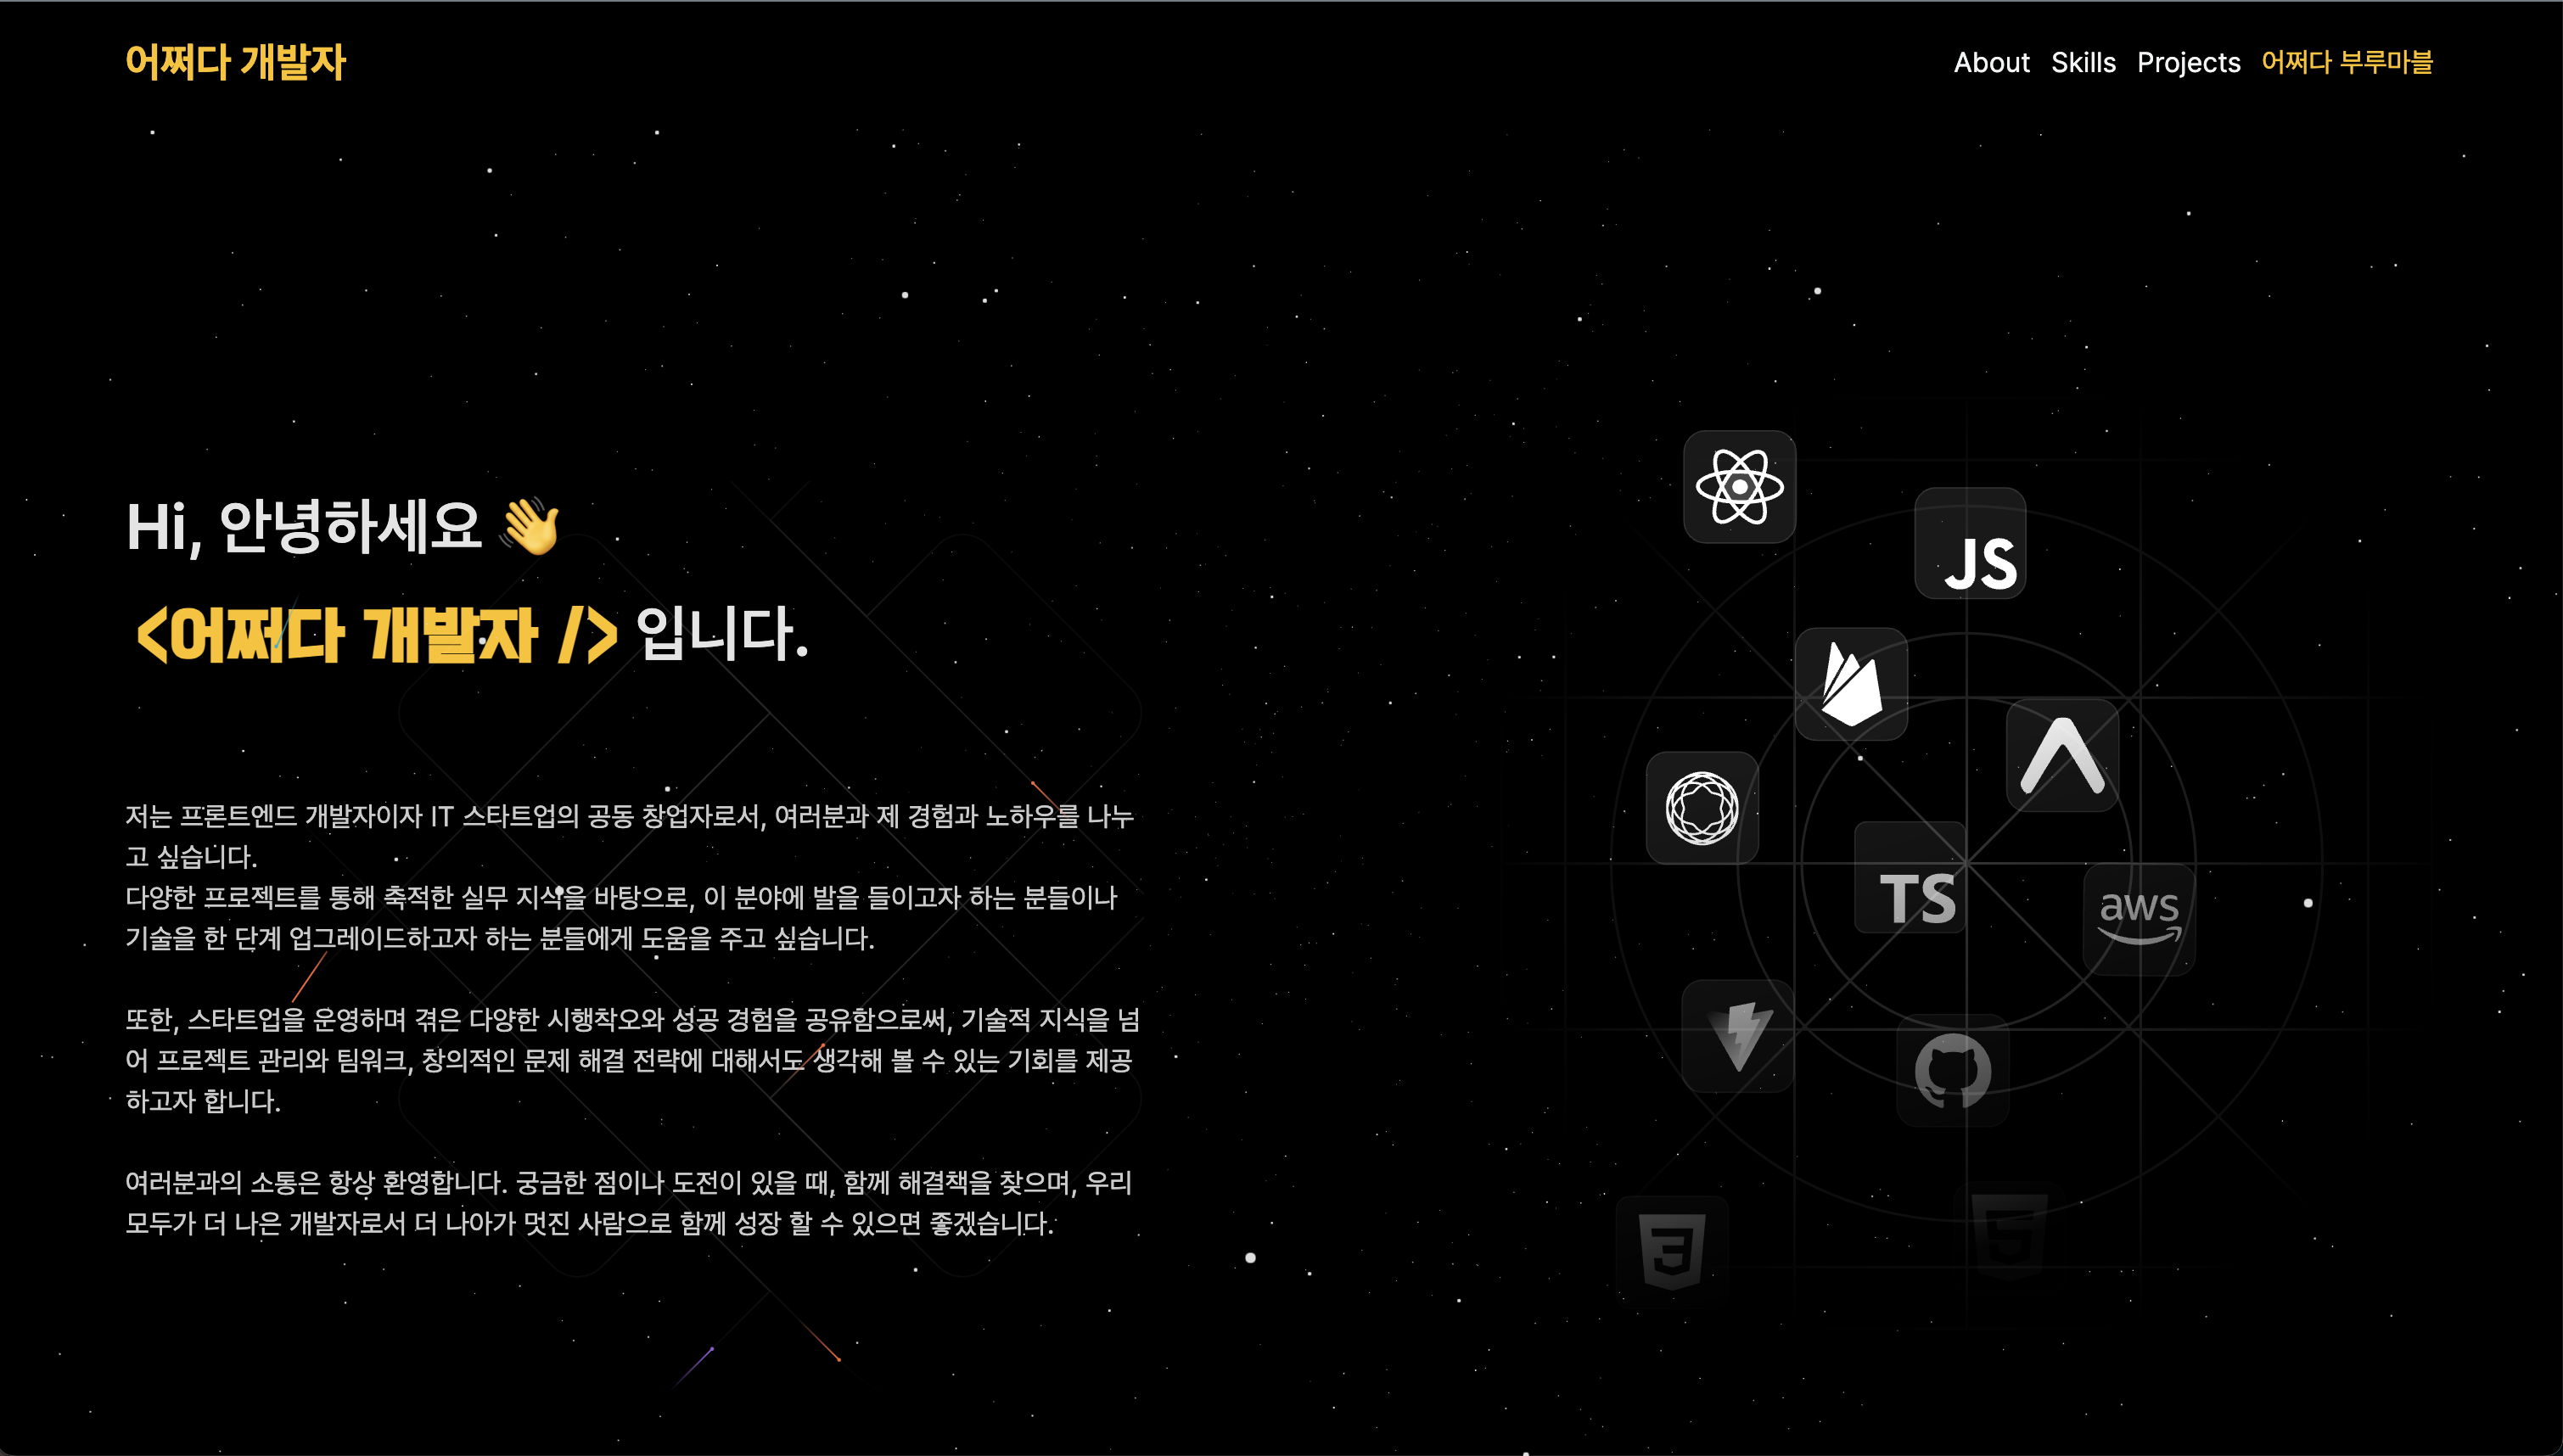 어쩌다 개발자
About Skills Projects 어쩌다 부루마블
Hi, 안녕하세요 👋
<어쩌다 개발자 /> 입니다.
저는 프론트엔드 개발자이자 IT 스타트업의 공동 창업자로서, 여러분과 제 경험과 노하우를 나누
고 싶습니다.
다양한 프로젝트를 통해 축적한 실무 지식을 바탕으로, 이 분야에 발을 들이고자 하는 분들이나
기술을 한 단계 업그레이드하고자 하는 분들에게 도움을 주고 싶습니다.
또한, 스타트업을 운영하며 겪은 다양한 시행착오와 성공 경험을 공유함으로써, 기술적 지식을 넘
어 프로젝트 관리와 팀워크, 창의적인 문제 해결 전략에 대해서도 생각해 볼 수 있는 기회를 제공
하고자 합니다.
여러분과의 소통은 항상 환영합니다. 궁금한 점이나 도전이 있을 때, 함께 해결책을 찾으며, 우리
모두가 더 나은 개발자로서 더 나아가 멋진 사람으로 함께 성장 할 수 있으면 좋겠습니다.
JS
TS
aws
3
5